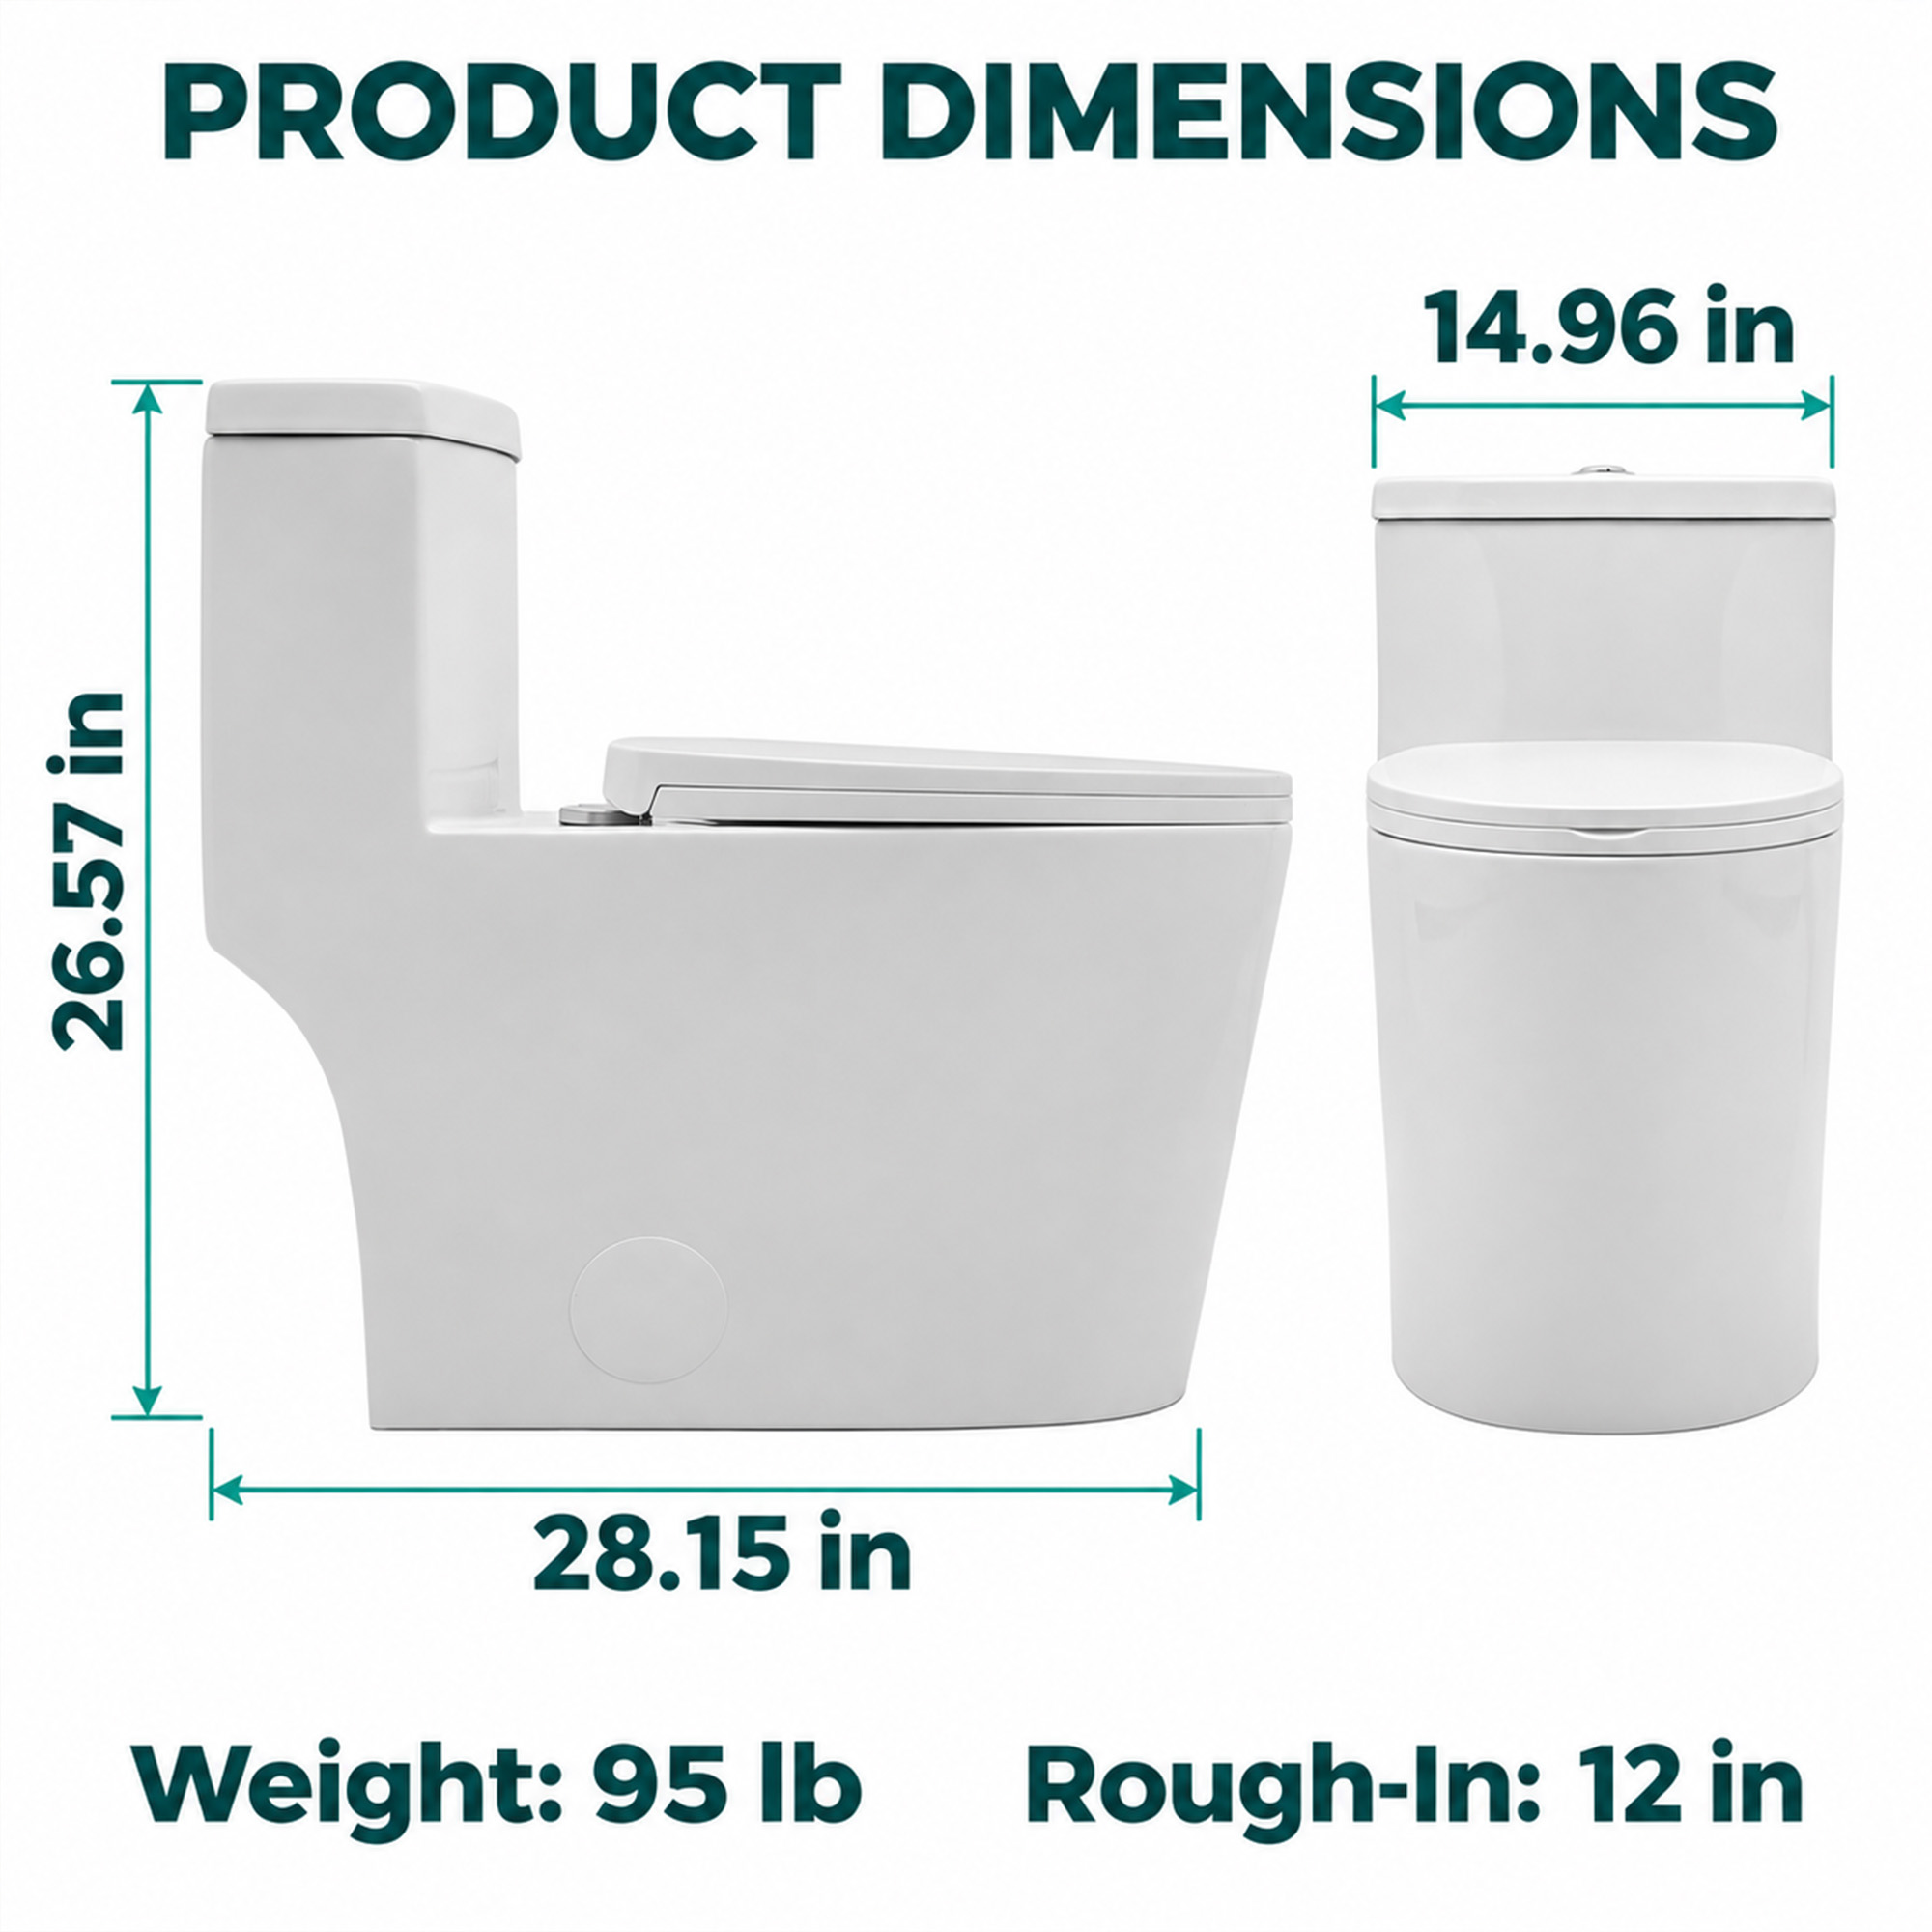 PRODUCT DIMENSIONS
14.96 in
26.57 in
28.15 in
Weight: 95 lb
Rough-In: 12 in